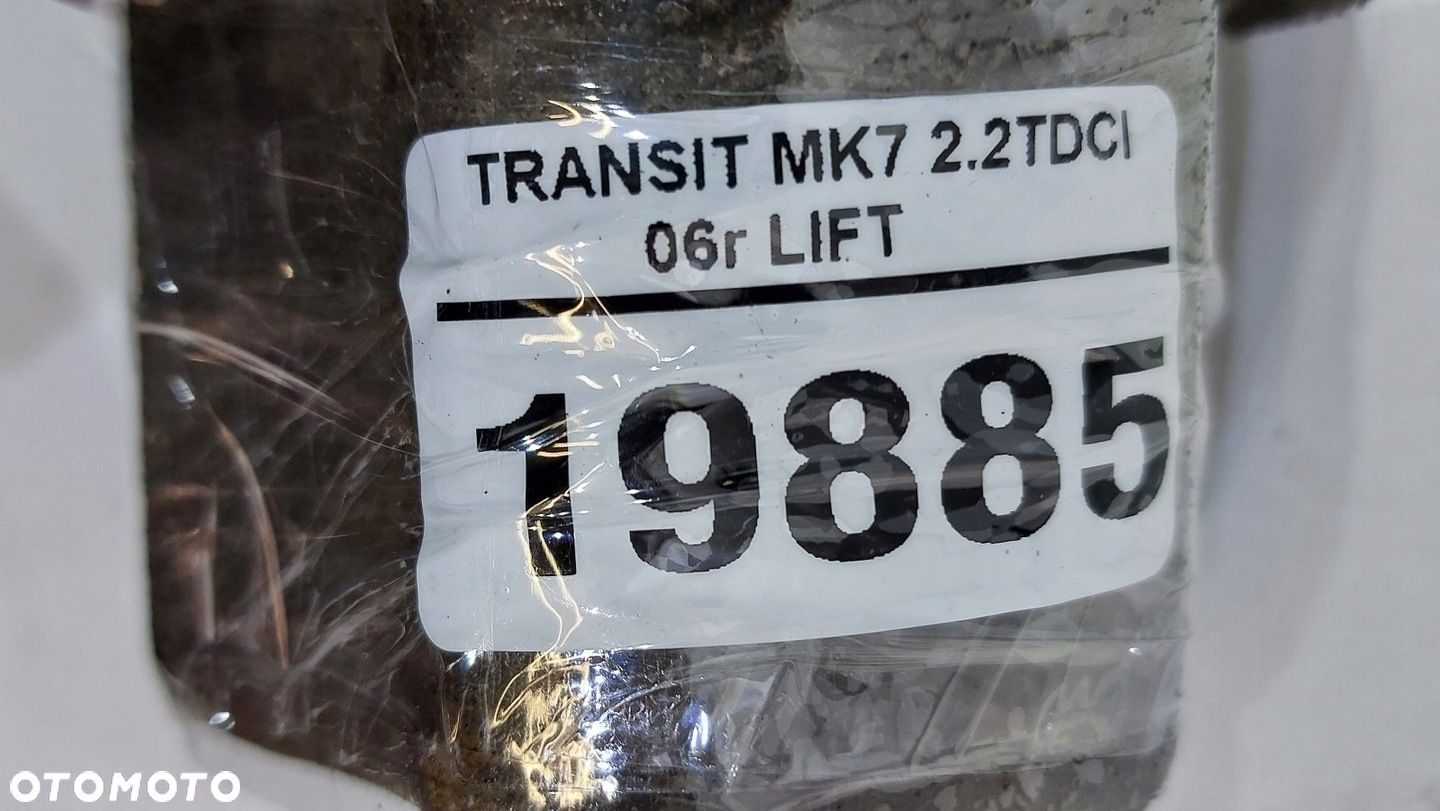 TRANSIT MK7 2.2TDCI
06r LIFT
19885
OTOMOTO